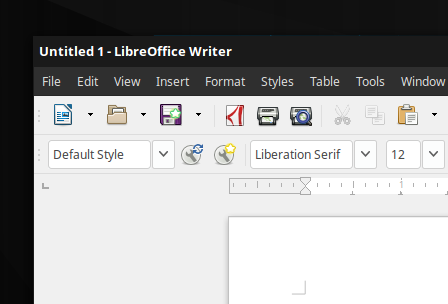 Untitled 1 - LibreOffice Writer
File Edit View Insert Format Styles Table Tools Window
Default Style Liberation Serif 12